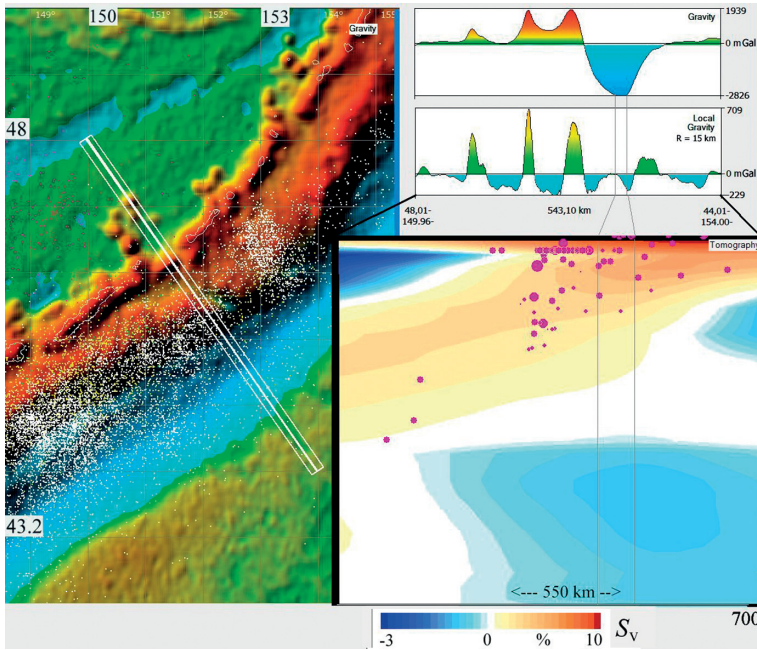 149°
150
151°
152°
153
154°
155
Gravity
48
43.2
Gravity
1939
0 mGal
-2826
709
Local
Gravity
R = 15 km
0 mGal
-229
48,01-
149.96-
543,10 km
44,01-
154.00-
Tomography
<--- 550 km -->
700
-3
0
%
10
Sv